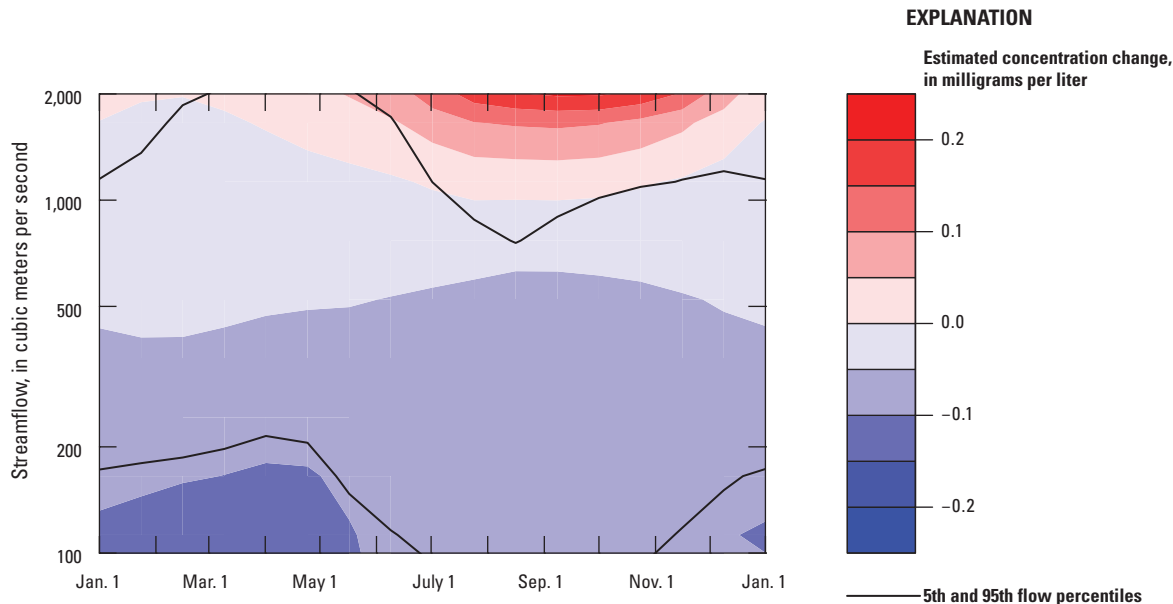 EXPLANATION
Estimated concentration change,
in milligrams per liter
0.2
0.1
0.0
−0.1
−0.2
5th and 95th flow percentiles
Streamflow, in cubic meters per second
2,000
1,000
500
200
100
Jan. 1 Mar. 1 May 1 July 1 Sep. 1 Nov. 1 Jan. 1